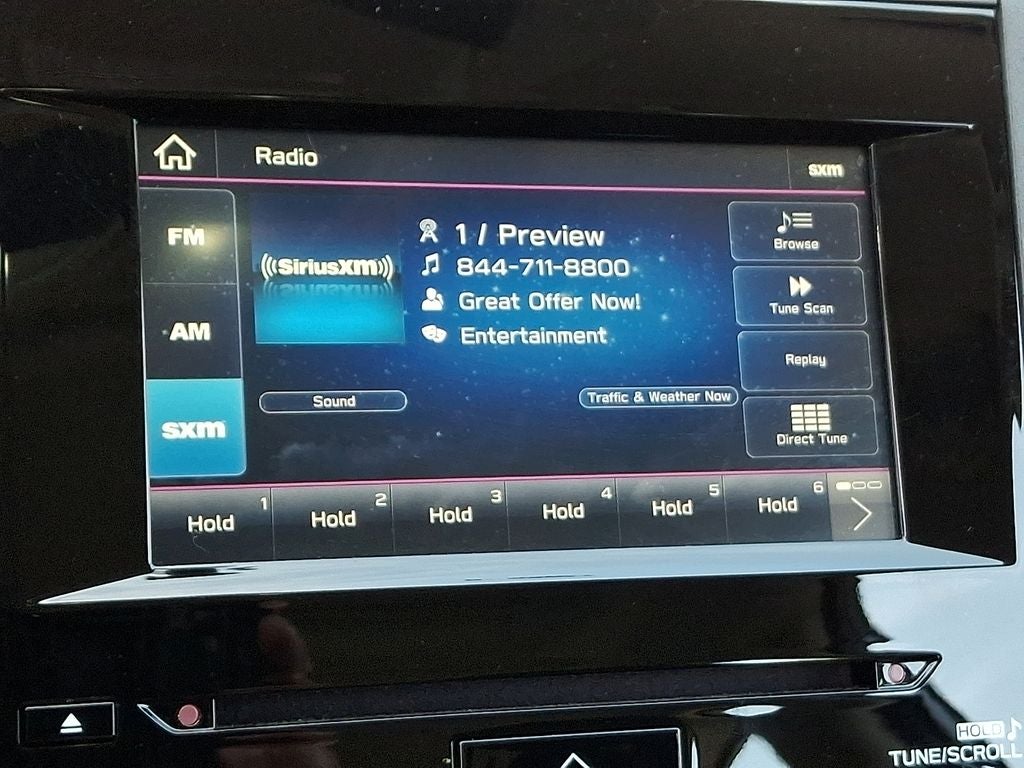 Radio
sxm
FM
AM
sxm
((SiriusXM))
1 / Preview
844-711-8800
Great Offer Now!
Entertainment
Browse
Tune Scan
Replay
Direct Tune
Sound
Traffic & Weather Now
1
Hold
2
Hold
3
Hold
4
Hold
5
Hold
6
Hold
HOLD
TUNE/SCROLL